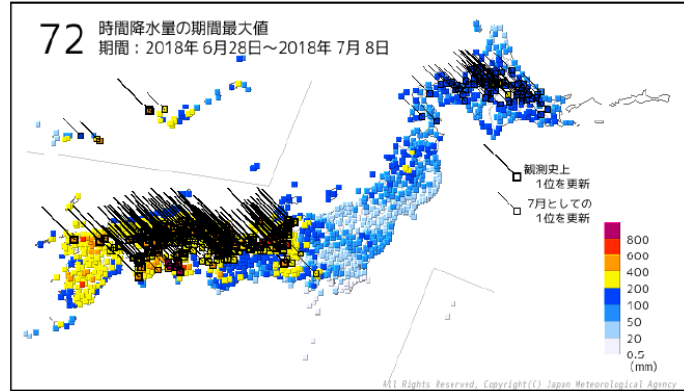 72 時間降水量の期間最大値
期間：2018年 6月28日～2018年 7月 8日
観測史上
1位を更新
7月としての
1位を更新
800
600
400
200
100
50
20
0.5
(mm)
All Rights Reserved, Copyright(C) Japan Meteorological Agency